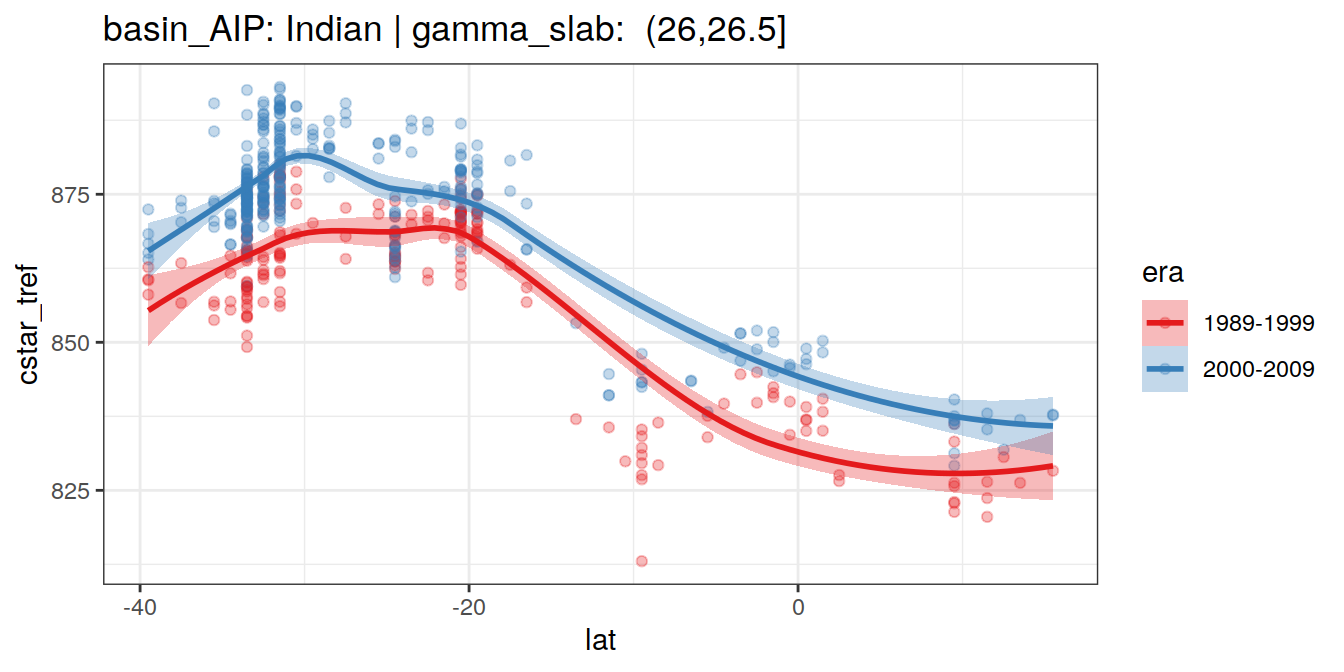 basin_AIP: Indian | gamma_slab:  (26,26.5]
cstar_tref
875
850
825
-40
-20
0
lat
era
1989-1999
2000-2009